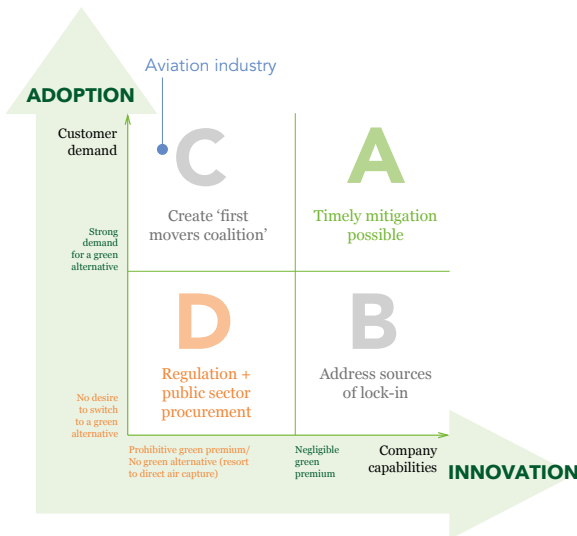 Aviation industry
ADOPTION
Customer
demand
C
A
Create ‘first
movers coalition’
Timely mitigation
possible
Strong
demand
for a green
alternative
D
B
Regulation +
public sector
procurement
Address sources
of lock-in
No desire
to switch
to a green
alternative
Prohibitive green premium/
No green alternative (resort
to direct air capture)
Negligible
green
premium
Company
capabilities
INNOVATION